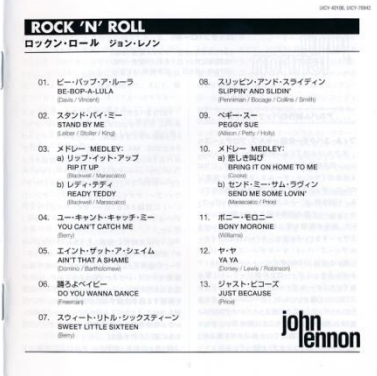 UICY-40106, UICY-76842
ROCK 'N' ROLL
ロックン・ロール ジョン・レノン
01. ビー・バップ・ア・ルーラ
BE-BOP-A-LULA
(Davis / Vincent)
02. スタンド・バイ・ミー
STAND BY ME
(Leiber / Stoller / King)
03. メドレー MEDLEY:
a) リップ・イット・アップ
RIP IT UP
(Blackwell / Marascalco)
b) レディ・テディ
READY TEDDY
(Blackwell / Marascalco)
04. ユー・キャント・キャッチ・ミー
YOU CAN'T CATCH ME
(Berry)
05. エイント・ザット・ア・シェイム
AIN'T THAT A SHAME
(Domino / Bartholomew)
06. 踊ろよベイビー
DO YOU WANNA DANCE
(Freeman)
07. スウィート・リトル・シックスティーン
SWEET LITTLE SIXTEEN
(Berry)
08. スリッピン・アンド・スライディン
SLIPPIN' AND SLIDIN'
(Penniman / Bocage / Collins / Smith)
09. ペギー・スー
PEGGY SUE
(Allison / Petty / Holly)
10. メドレー MEDLEY:
a) 悲しき叫び
BRING IT ON HOME TO ME
(Cooke)
b) センド・ミー・サム・ラヴィン
SEND ME SOME LOVIN'
(Marascalco / Price)
11. ボニー・モロニー
BONY MORONIE
(Williams)
12. ヤ・ヤ
YA YA
(Dorsey / Lewis / Robinson)
13. ジャスト・ビコーズ
JUST BECAUSE
(Price)
john
lennon